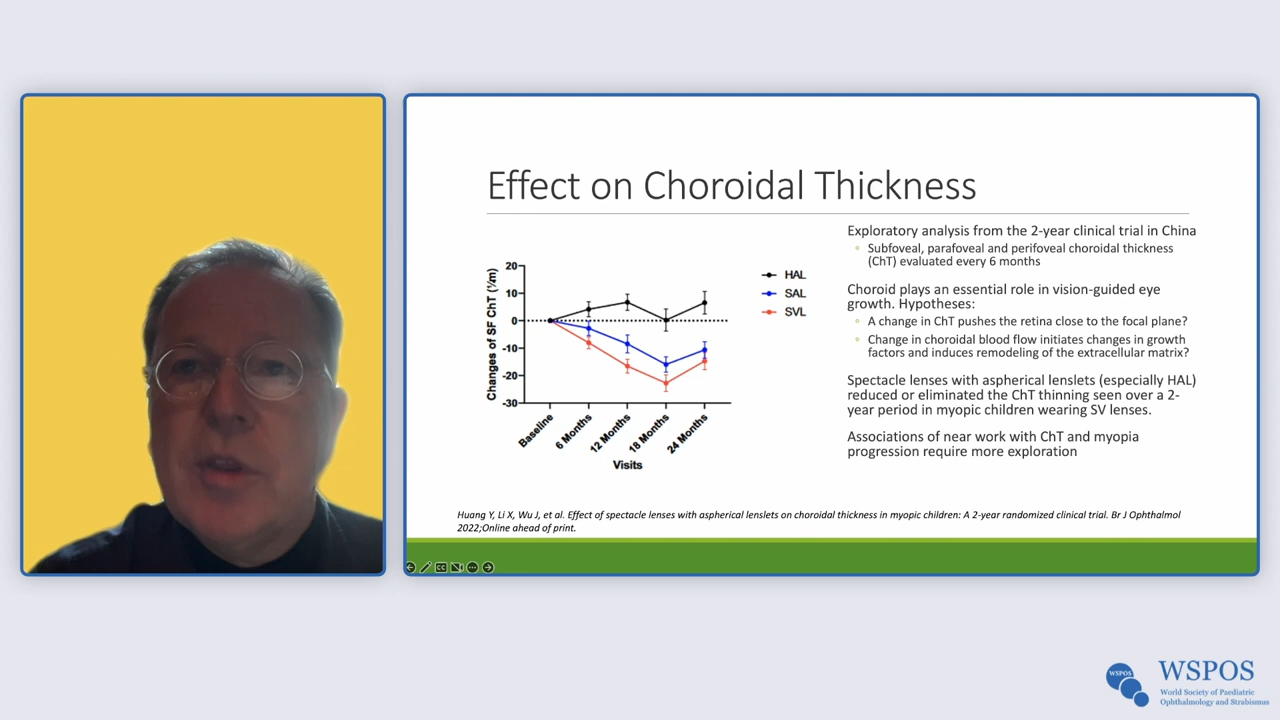 Effect on Choroidal Thickness
Changes of SF ChT (㎛)
20
10
0
-10
-20
-30
Baseline
6 Months
12 Months
18 Months
24 Months
Visits
HAL
SAL
SVL
Exploratory analysis from the 2-year clinical trial in China
Subfoveal, parafoveal and perifoveal choroidal thickness
(ChT) evaluated every 6 months
Choroid plays an essential role in vision-guided eye
growth. Hypotheses:
A change in ChT pushes the retina close to the focal plane?
Change in choroidal blood flow initiates changes in growth
factors and induces remodeling of the extracellular matrix?
Spectacle lenses with aspherical lenslets (especially HAL)
reduced or eliminated the ChT thinning seen over a 2-
year period in myopic children wearing SV lenses.
Associations of near work with ChT and myopia
progression require more exploration
Huang Y, Li X, Wu J, et al. Effect of spectacle lenses with aspherical lenslets on choroidal thickness in myopic children: A 2-year randomized clinical trial. Br J Ophthalmol
2022;Online ahead of print.
CC
WSPOS
WSPOS
World Society of Paediatric
Ophthalmology and Strabismus